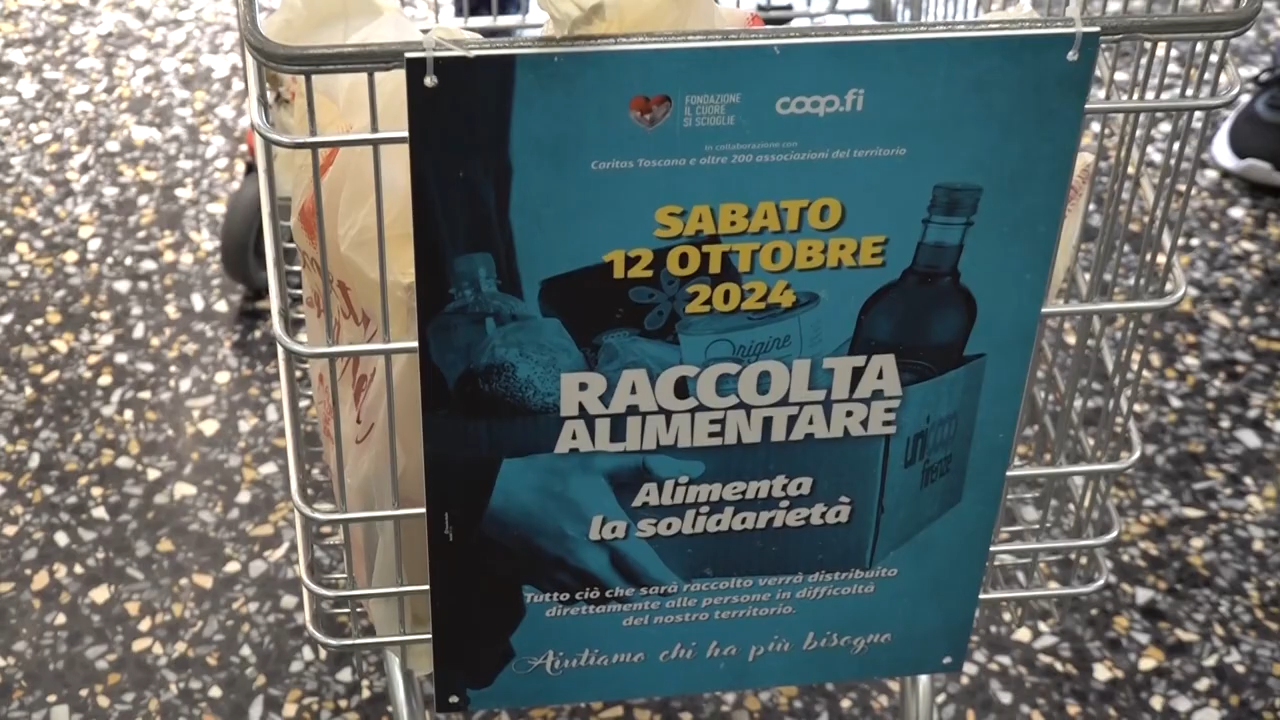 FONDAZIONE
IL CUORE
SI SCIOGLIE
coop.fi
In collaborazione con
Caritas Toscana e oltre 200 associazioni del territorio
SABATO
12 OTTOBRE
2024
Origine
RACCOLTA
ALIMENTARE
unicoop
firenze
Alimenta
la solidarietà
Tutto ciò che sarà raccolto verrà distribuito
direttamente alle persone in difficoltà
del nostro territorio.
Aiutiamo chi ha più bisogno